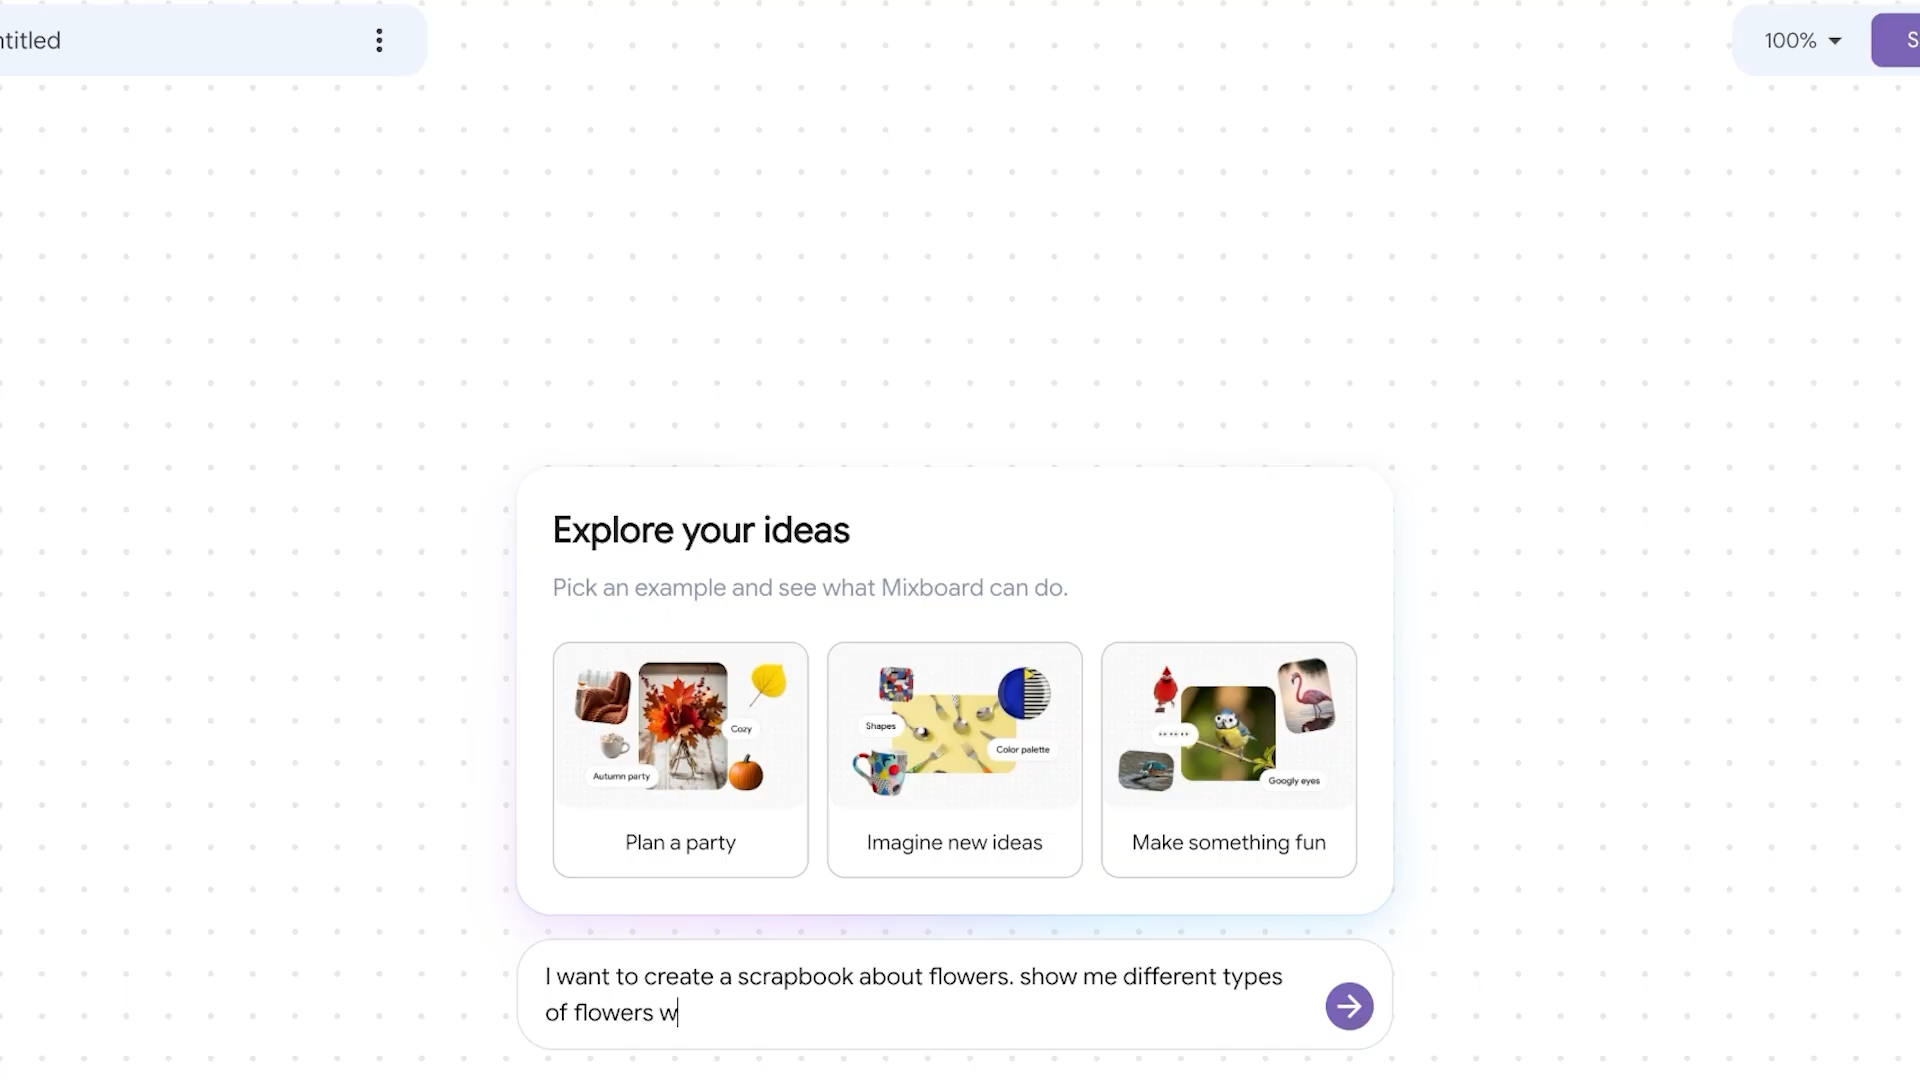 ntitled
100%
S
Explore your ideas
Pick an example and see what Mixboard can do.
Cozy
Autumn party
Plan a party
Shapes
Color palette
Imagine new ideas
Googly eyes
Make something fun
I want to create a scrapbook about flowers. show me different types
of flowers w